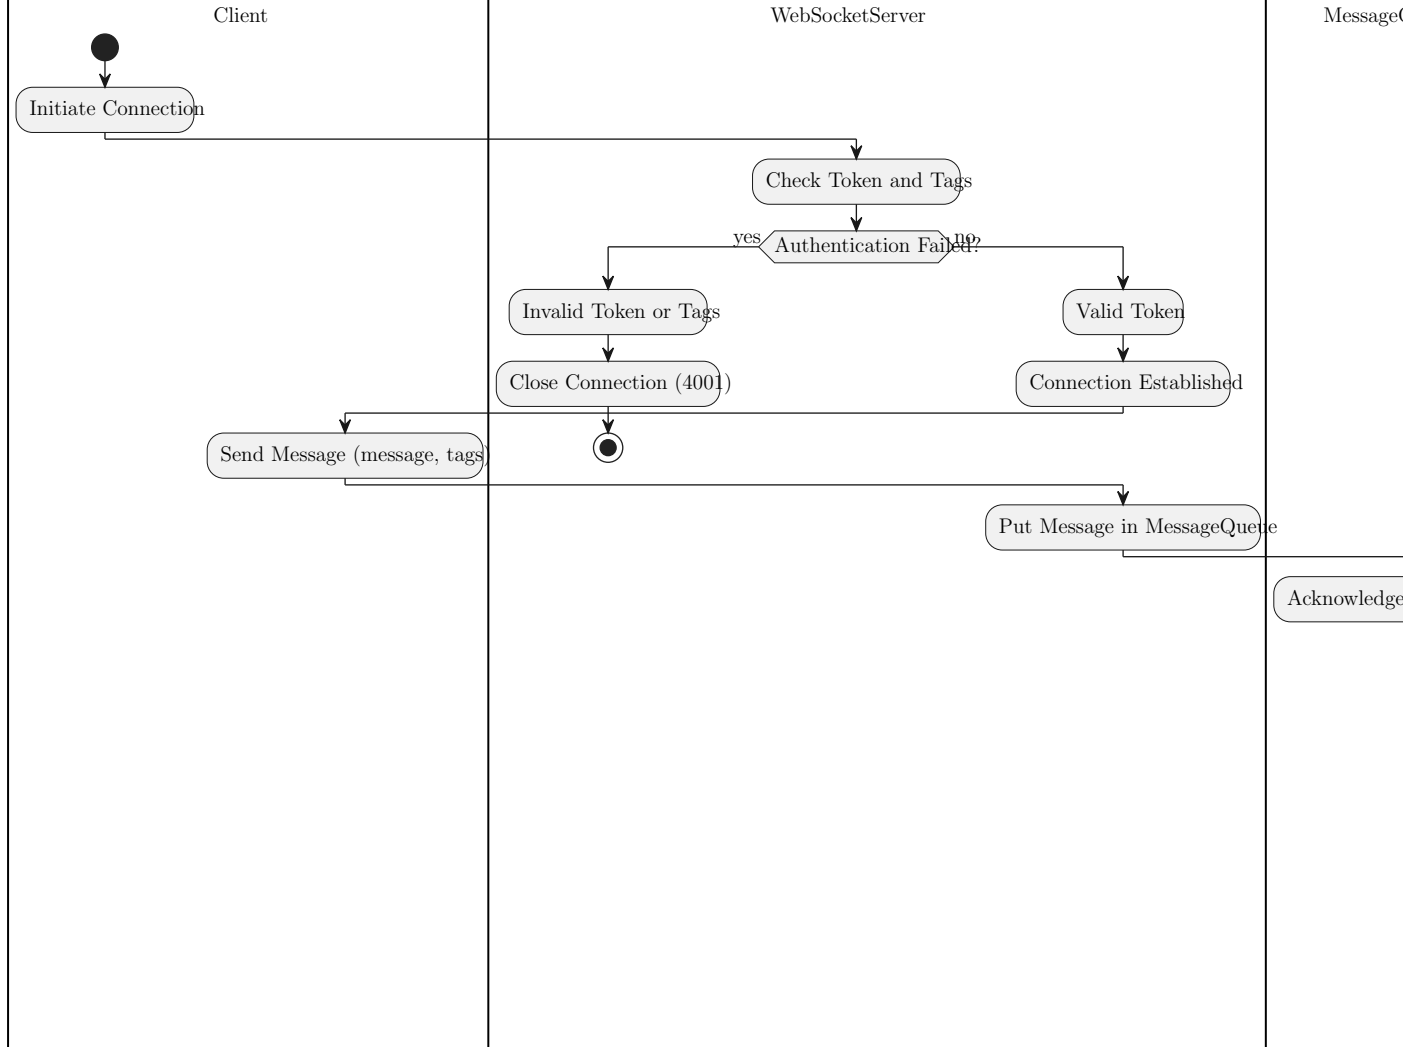 Client
WebSocketServer
Initiate Connection
Check Token and Tags
yes
Authentication Failed?
no
Invalid Token or Tags
Valid Token
Close Connection (4001)
Connection Established
Send Message (message, tags)
Put Message in MessageQueue
Acknowledge